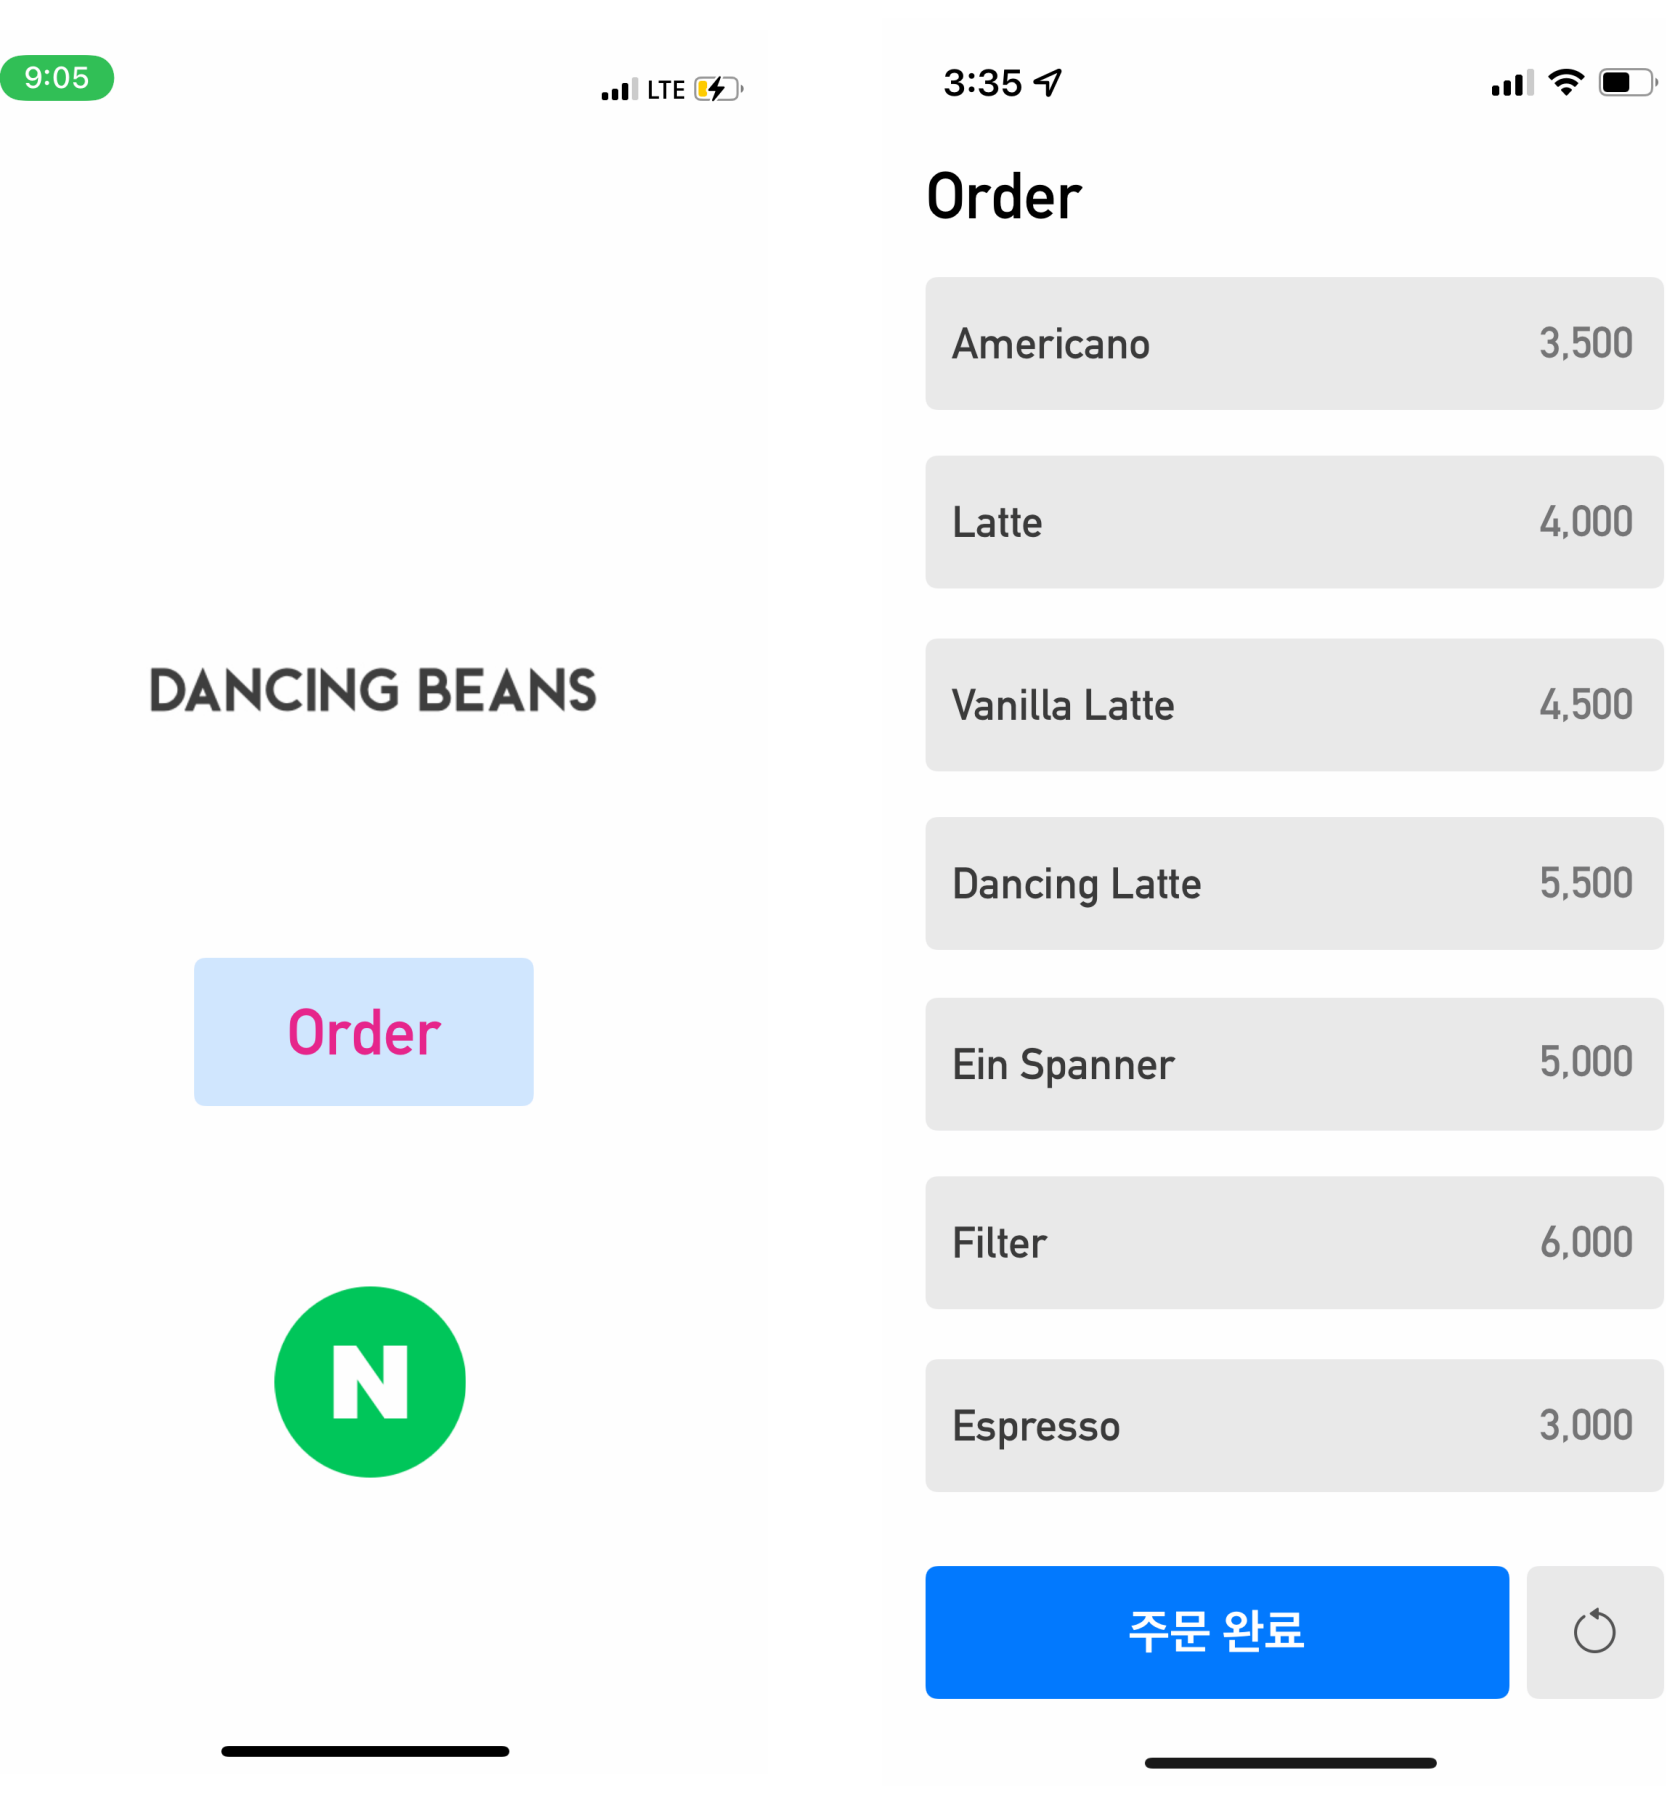 9:05
LTE
DANCING BEANS
Order
N
3:35
Order
Americano 3,500
Latte 4,000
Vanilla Latte 4,500
Dancing Latte 5,500
Ein Spanner 5,000
Filter 6,000
Espresso 3,000
주문 완료